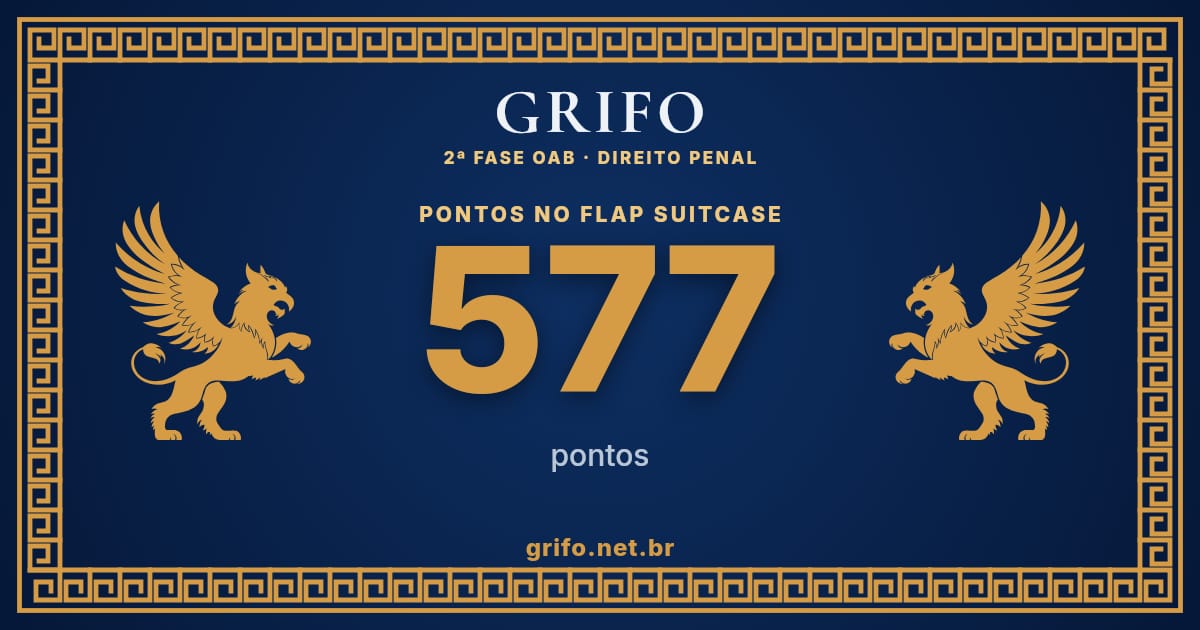 GRIFO
2ª FASE OAB · DIREITO PENAL
PONTOS NO FLAP SUITCASE
577
pontos
grifo.net.br